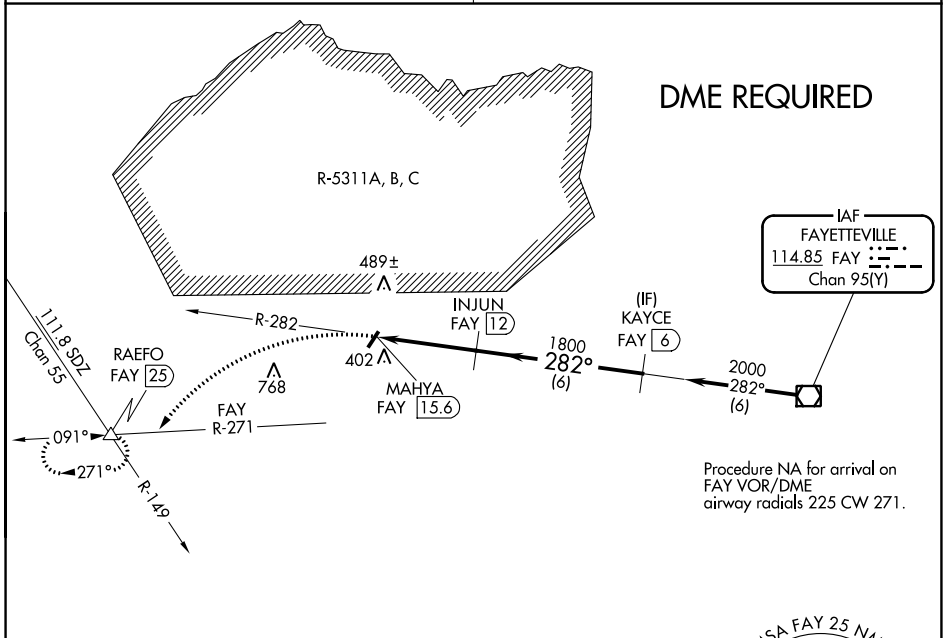 DME REQUIRED
R-5311A, B, C
IAF
FAYETTEVILLE
114.85 FAY
Chan 95(Y)
489±
INJUN
FAY 12
(IF)
KAYCE
FAY 6
R-282
1800
282°
(6)
2000
282°
(6)
111.8 SDZ
Chan 55
RAEFO
FAY 25
402
768
MAHYA
FAY 15.6
FAY
R-271
091°
271°
R-149
Procedure NA for arrival on
FAY VOR/DME
airway radials 225 CW 271.
SA FAY 25 N